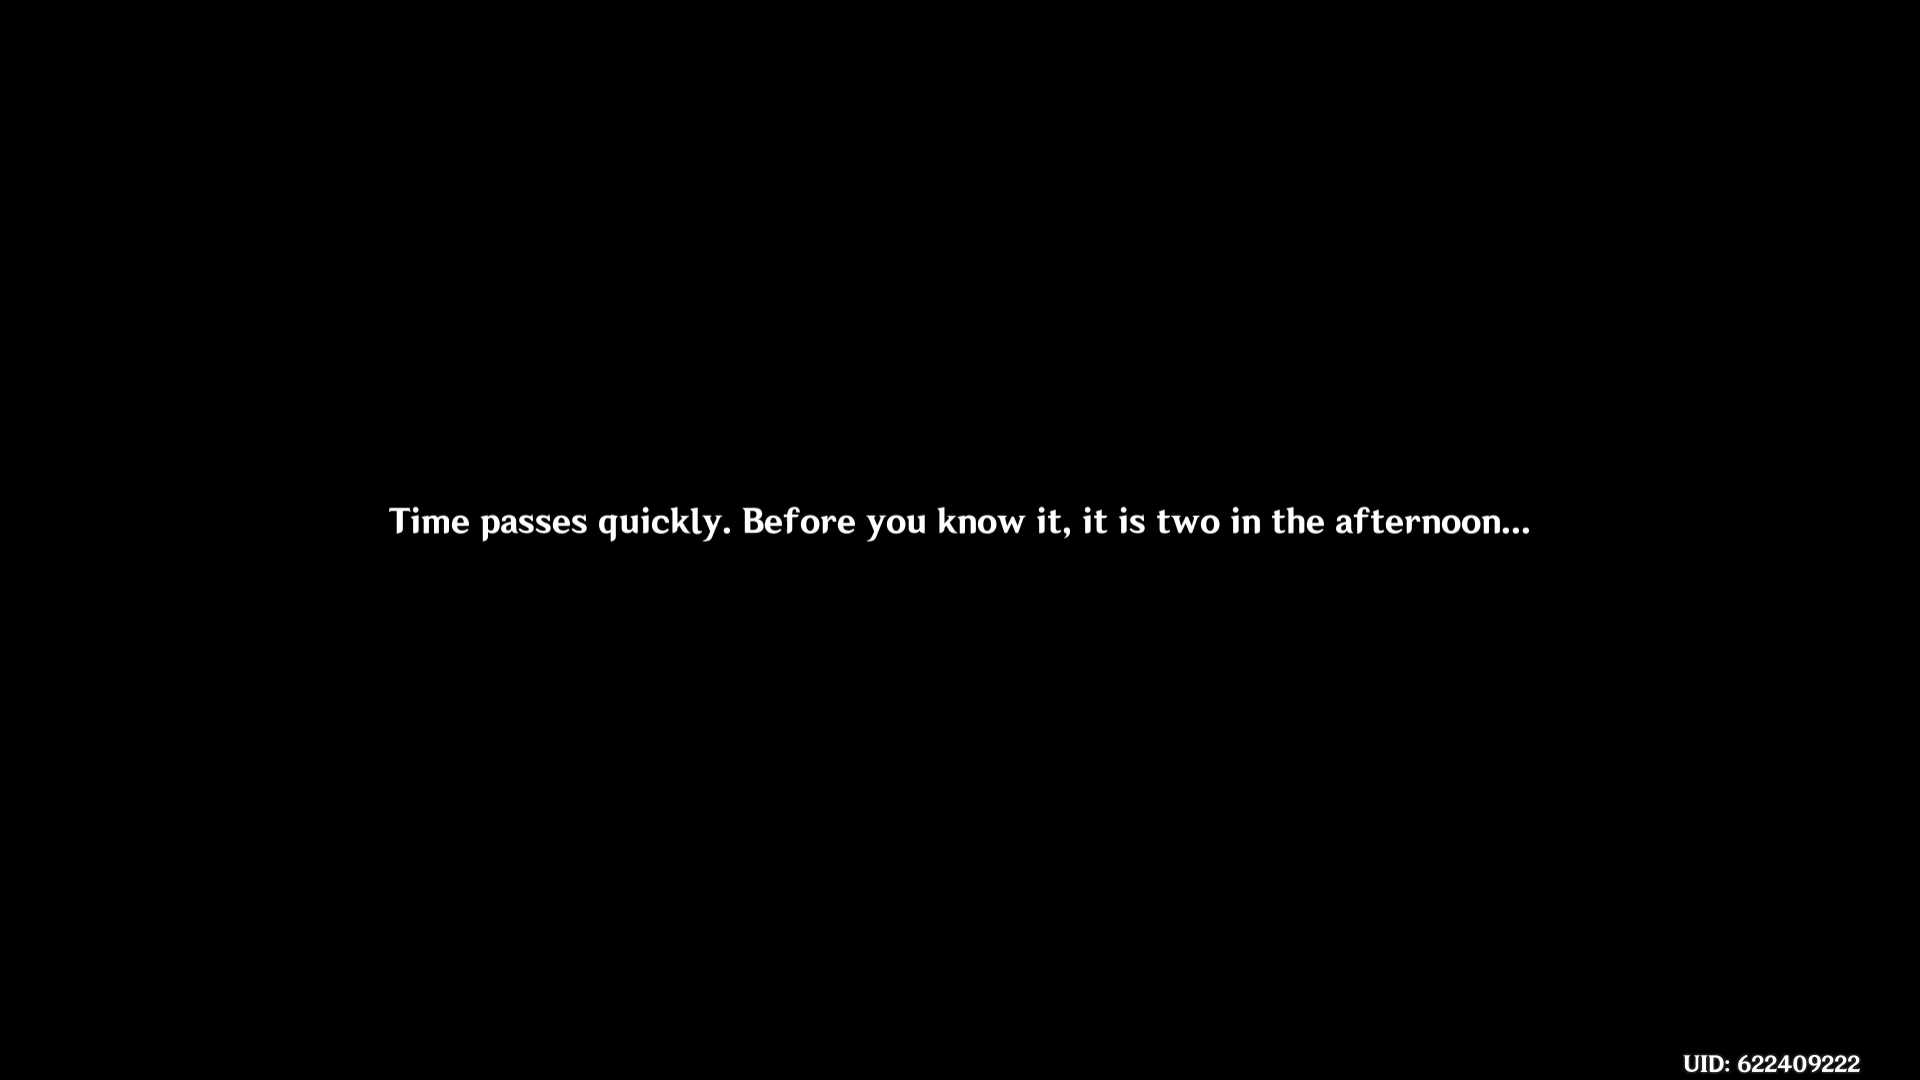 Time passes quickly. Before you know it, it is two in the afternoon...
UID: 622409222